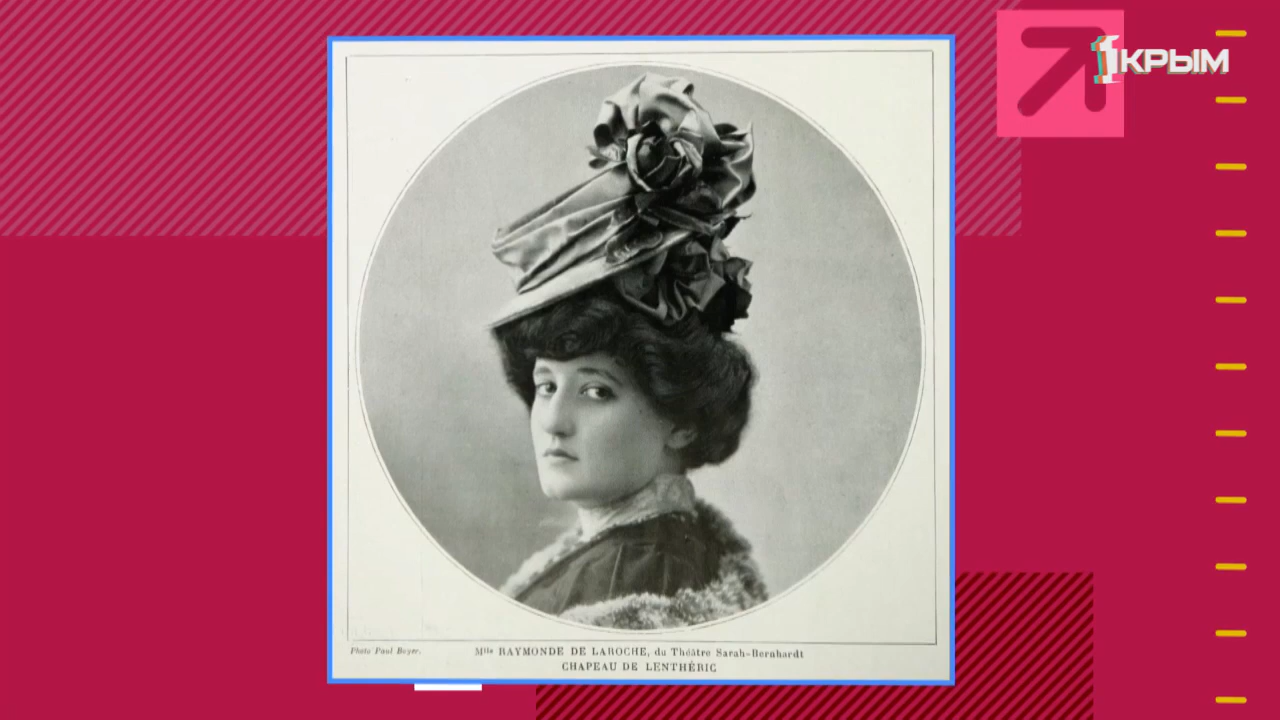 1КРЫМ
Photo Paul Boyer.
Mlle RAYMONDE DE LAROCHE, du Théâtre Sarah-Bernhardt
CHAPEAU DE LENTHÉRIC